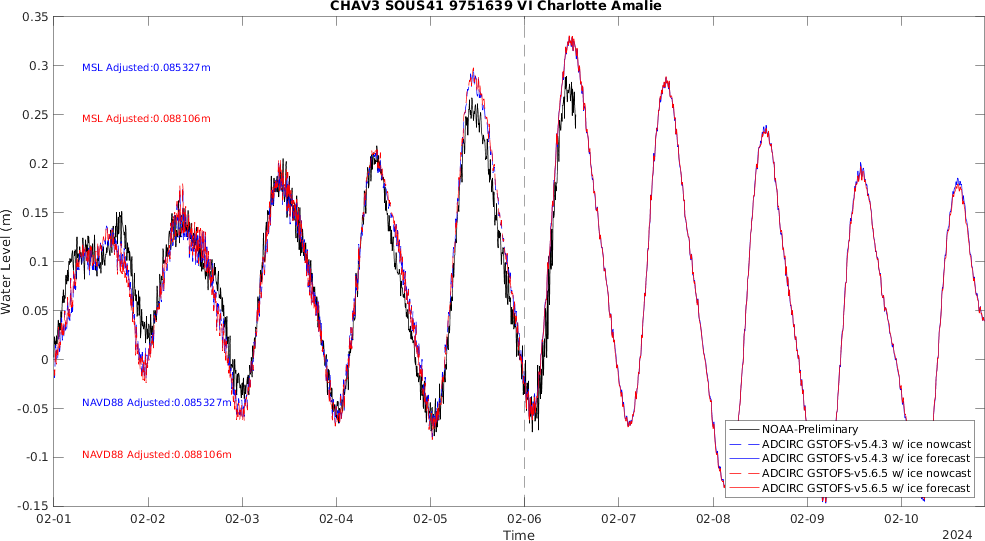 CHAV3 SOUS41 9751639 VI Charlotte Amalie
0.35
0.3
0.25
0.2
0.15
0.1
0.05
0
-0.05
-0.1
-0.15
Water Level (m)
MSL Adjusted:0.085327m
MSL Adjusted:0.088106m
NAVD88 Adjusted:0.085327m
NAVD88 Adjusted:0.088106m
NOAA-Preliminary
ADCIRC GSTOFS-v5.4.3 w/ ice nowcast
ADCIRC GSTOFS-v5.4.3 w/ ice forecast
ADCIRC GSTOFS-v5.6.5 w/ ice nowcast
ADCIRC GSTOFS-v5.6.5 w/ ice forecast
02-01 02-02 02-03 02-04 02-05 02-06 02-07 02-08 02-09 02-10
Time
2024